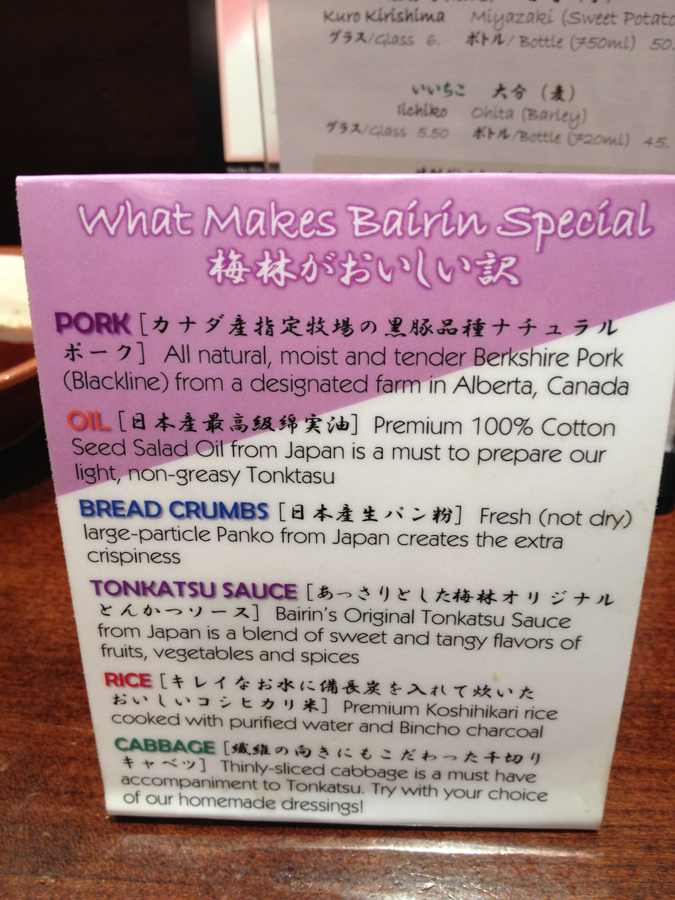 Kuro Kirishima Miyazaki (Sweet Potato
グラス/Glass 6. ボトル/Bottle (750ml) 50.
いいちこ 大分 (麦)
Iichiko Ohita (Barley)
グラス/Glass 5.50 ボトル/Bottle (720ml) 45.
What Makes Bairin Special
梅林がおいしい訳
PORK [カナダ産指定牧場の黒豚品種ナチュラル
ポーク] All natural, moist and tender Berkshire Pork
(Blackline) from a designated farm in Alberta, Canada
OIL [日本産最高級綿実油] Premium 100% Cotton
Seed Salad Oil from Japan is a must to prepare our
light, non-greasy Tonktasu
BREAD CRUMBS [日本産生パン粉] Fresh (not dry)
large-particle Panko from Japan creates the extra
crispiness
TONKATSU SAUCE [あっさりとした梅林オリジナル
とんかつソース] Bairin's Original Tonkatsu Sauce
from Japan is a blend of sweet and tangy flavors of
fruits, vegetables and spices
RICE [キレイなお水に備長炭を入れて炊いた
おいしいコシヒカリ米] Premium Koshihikari rice
cooked with purified water and Bincho charcoal
CABBAGE [繊維の向きにもこだわった千切り
キャベツ] Thinly-sliced cabbage is a must have
accompaniment to Tonkatsu. Try with your choice
of our homemade dressings!